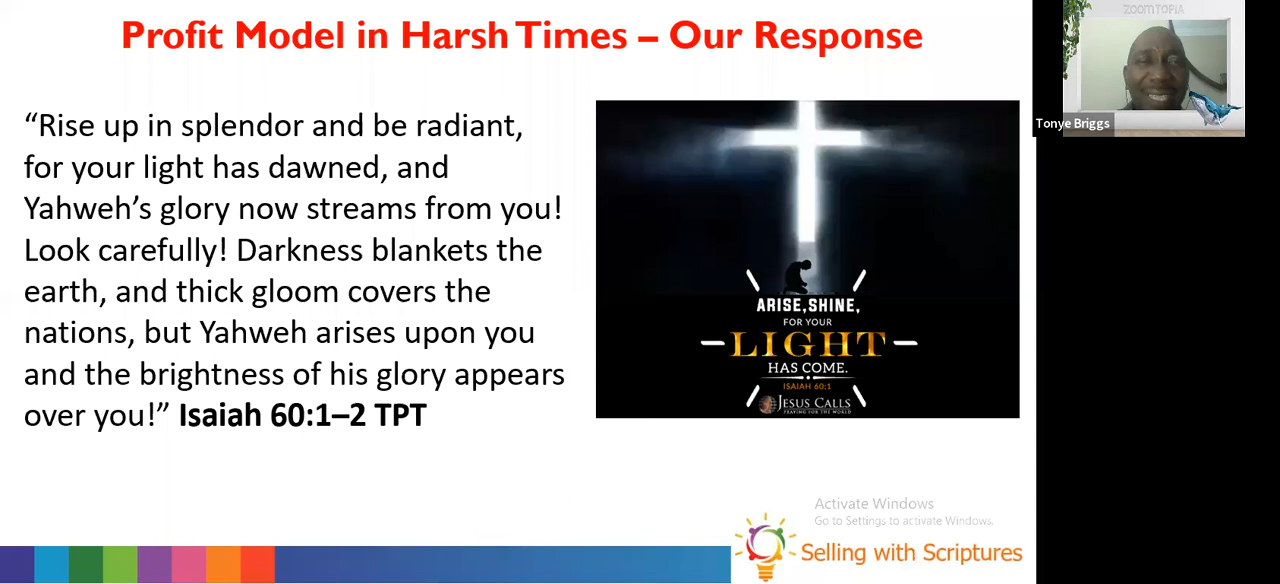 Profit Model in Harsh Times – Our Response
“Rise up in splendor and be radiant,
for your light has dawned, and
Yahweh’s glory now streams from you!
Look carefully! Darkness blankets the
earth, and thick gloom covers the
nations, but Yahweh arises upon you
and the brightness of his glory appears
over you!” Isaiah 60:1–2 TPT
ARISE, SHINE,
FOR YOUR
LIGHT
HAS COME.
ISAIAH 60:1
JESUS CALLS
PRAYING FOR THE WORLD
ZOOMTOPIA
Tonye Briggs
Activate Windows
Go to Settings to activate Windows.
Selling with Scriptures